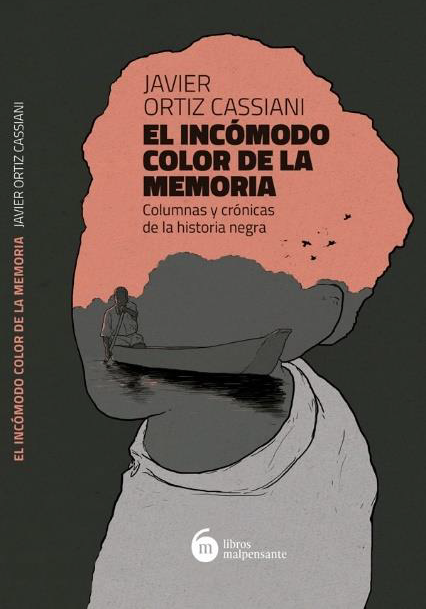 EL INCÓMODO COLOR DE LA MEMORIA JAVIER ORTIZ CASSIANI
JAVIER
ORTIZ CASSIANI
EL INCÓMODO
COLOR DE LA
MEMORIA
Columnas y crónicas
de la historia negra
m
libros
malpensante